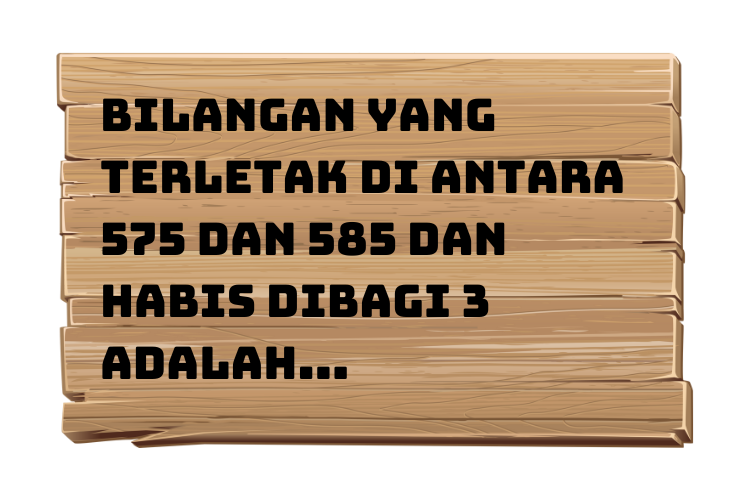 BILANGAN YANG
TERLETAK DI ANTARA
575 DAN 585 DAN
HABIS DIBAGI 3
ADALAH...